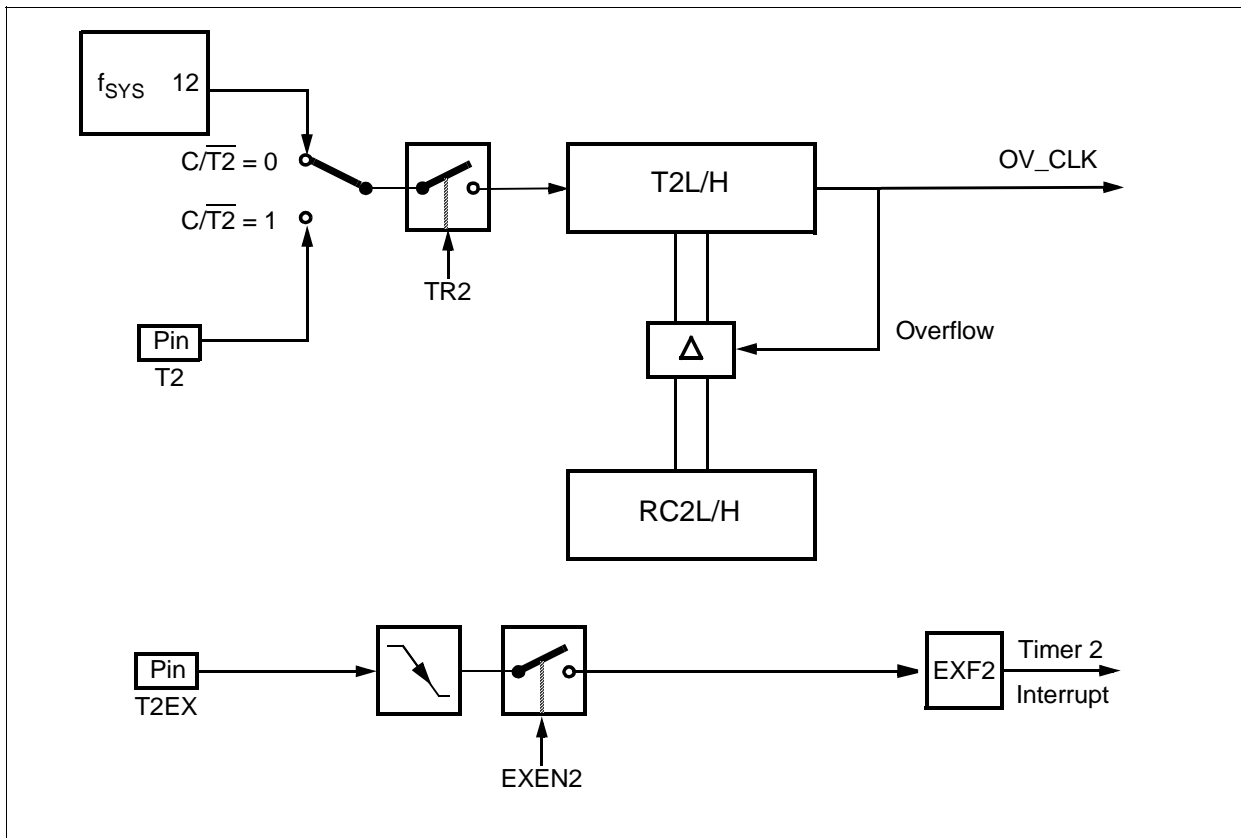 fSYS 12
C/T2 = 0
C/T2 = 1
TR2
Pin
T2
T2L/H
OV_CLK
Overflow
Δ
RC2L/H
Pin
T2EX
EXEN2
EXF2
Timer 2
Interrupt